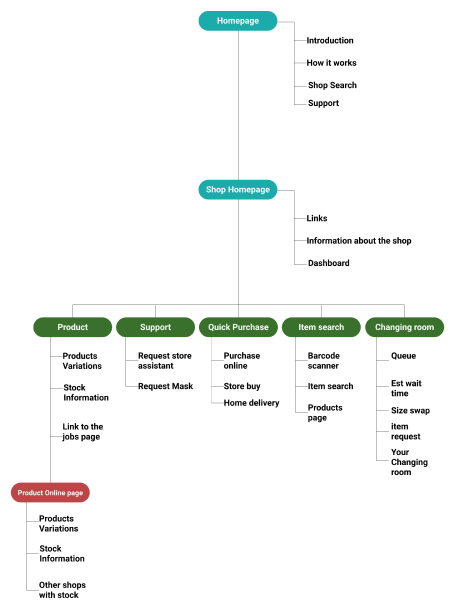 Homepage
Introduction
How it works
Shop Search
Support
Shop Homepage
Links
Information about the shop
Dashboard
Product
Support
Quick Purchase
Item search
Changing room
Products
Variations
Stock
Information
Link to the
jobs page
Request store
assistant
Request Mask
Purchase
online
Store buy
Home delivery
Barcode
scanner
Item search
Products
page
Queue
Est wait
time
Size swap
item
request
Your
Changing
room
Product Online page
Products
Variations
Stock
Information
Other shops
with stock